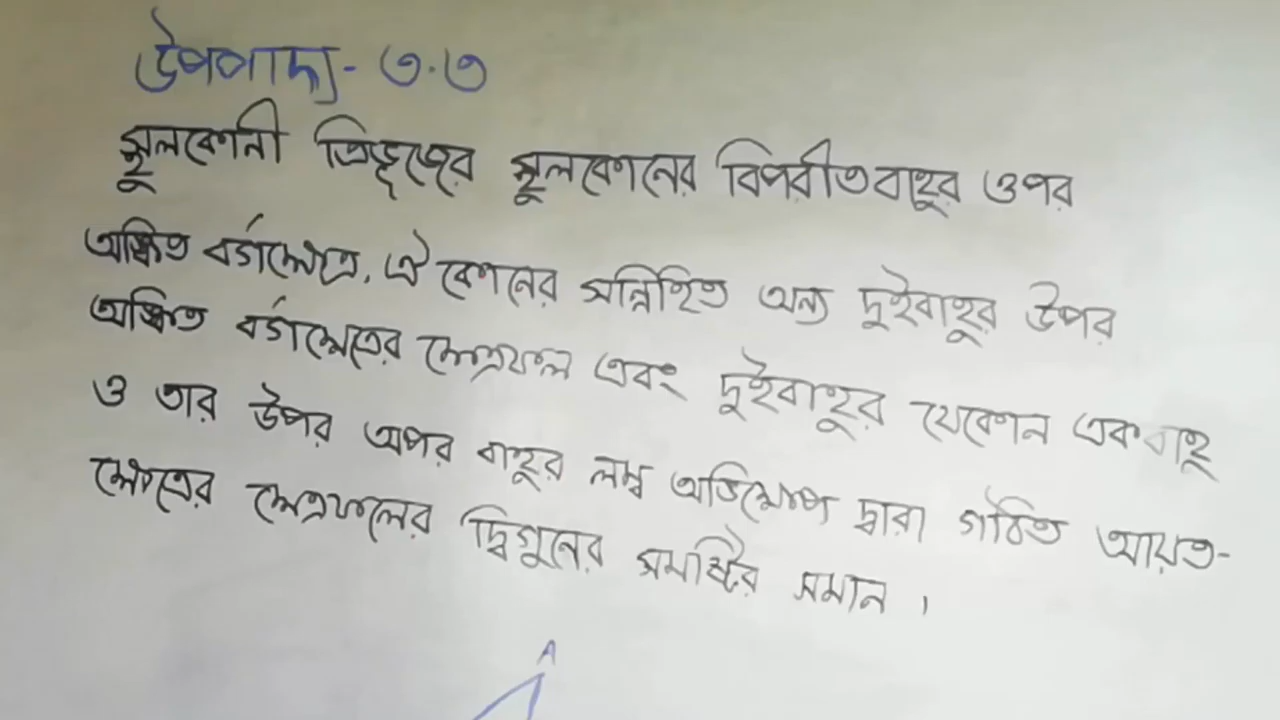 উপপাদ্য - ৩.৩
স্থুলকোনী ত্রিভূজের স্থুলকোনের বিপরীতবাহুর ওপর
অঙ্কিত বর্গক্ষেত্রে, ঐ কোনের সন্নিহিত অন্য দুইবাহুর উপর
অঙ্কিত বর্গক্ষেত্রের ক্ষেত্রফল এবং দুইবাহুর যেকোন একবাহু
ও তার উপর অপর বাহুর লম্ব অভিক্ষেপ দ্বারা গঠিত আয়ত-
ক্ষেত্রের ক্ষেত্রফলের দ্বিগুনের সমষ্টির সমান ।
A